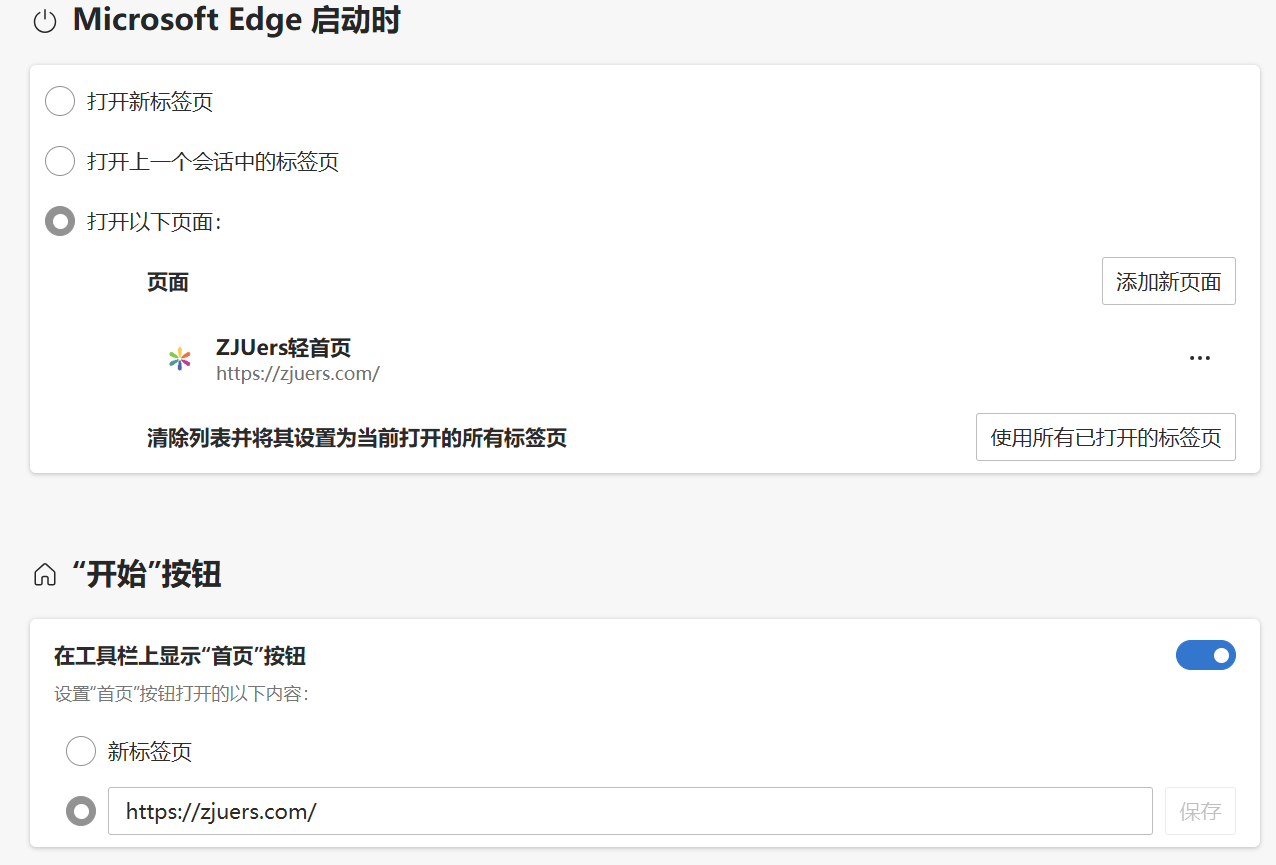 Microsoft Edge 启动时
打开新标签页
打开上一个会话中的标签页
打开以下页面：
页面
添加新页面
ZJUers轻首页
https://zjuers.com/
清除列表并将其设置为当前打开的所有标签页
使用所有已打开的标签页
“开始”按钮
在工具栏上显示“首页”按钮
设置“首页”按钮打开的以下内容：
新标签页
https://zjuers.com/
保存